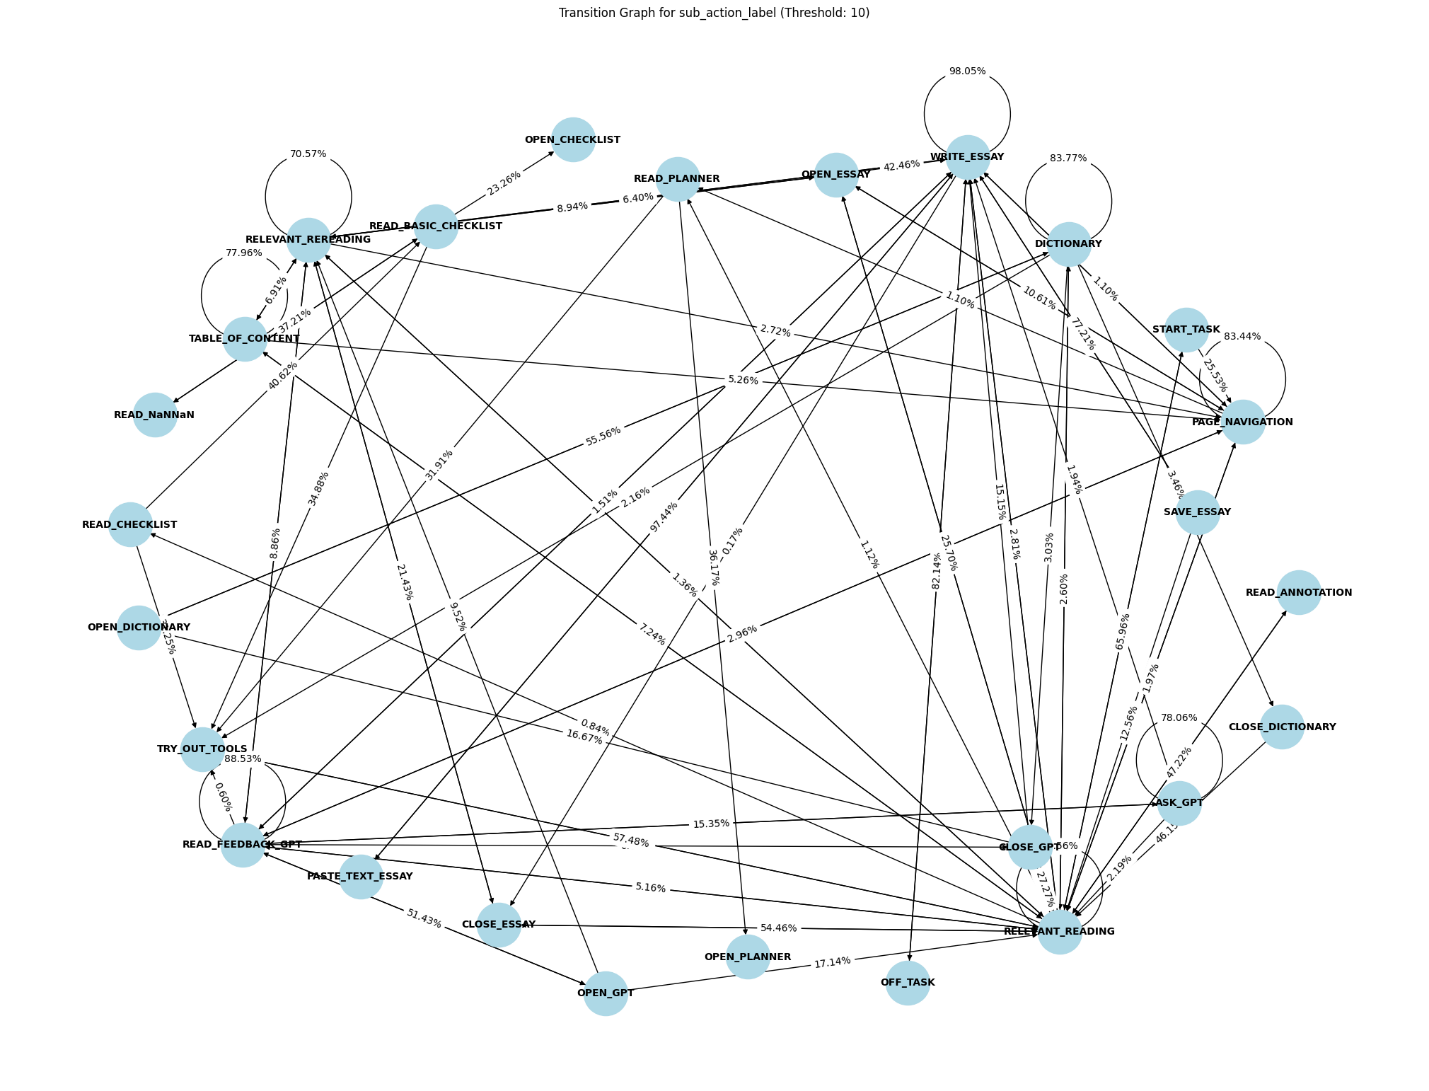 Transition Graph for sub_action_label (Threshold: 10)
98.05%
OPEN_CHECKLIST
70.57%
WRITE_ESSAY
83.77%
42.46%
OPEN_ESSAY
READ_PLANNER
23.26%
6.40%
8.94%
READ_BASIC_CHECKLIST
RELEVANT_REREADING
DICTIONARY
77.96%
6.91%
1.10%
1.10%
10.61%
37.21%
77.21%
START_TASK
2.72%
TABLE_OF_CONTENT
83.44%
40.62%
5.26%
25.53%
READ_NaNNaN
PAGE_NAVIGATION
55.56%
31.91%
34.88%
2.16%
1.51%
1.94%
3.46%
15.15%
97.44%
SAVE_ESSAY
READ_CHECKLIST
8.86%
0.17%
2.81%
3.03%
25.70%
1.12%
36.17%
82.14%
21.43%
1.36%
2.60%
READ_ANNOTATION
9.52%
OPEN_DICTIONARY
7.24%
2.96%
65.96%
1.97%
0.84%
12.56%
16.67%
78.06%
CLOSE_DICTIONARY
TRY_OUT_TOOLS
88.53%
47.22%
0.60%
ASK_GPT
15.35%
57.48%
READ_FEEDBACK_GPT
CLOSE_GPT
2.19%
PASTE_TEXT_ESSAY
5.16%
27.27%
51.43%
CLOSE_ESSAY
54.46%
RELEVANT_READING
OPEN_PLANNER
17.14%
OFF_TASK
OPEN_GPT